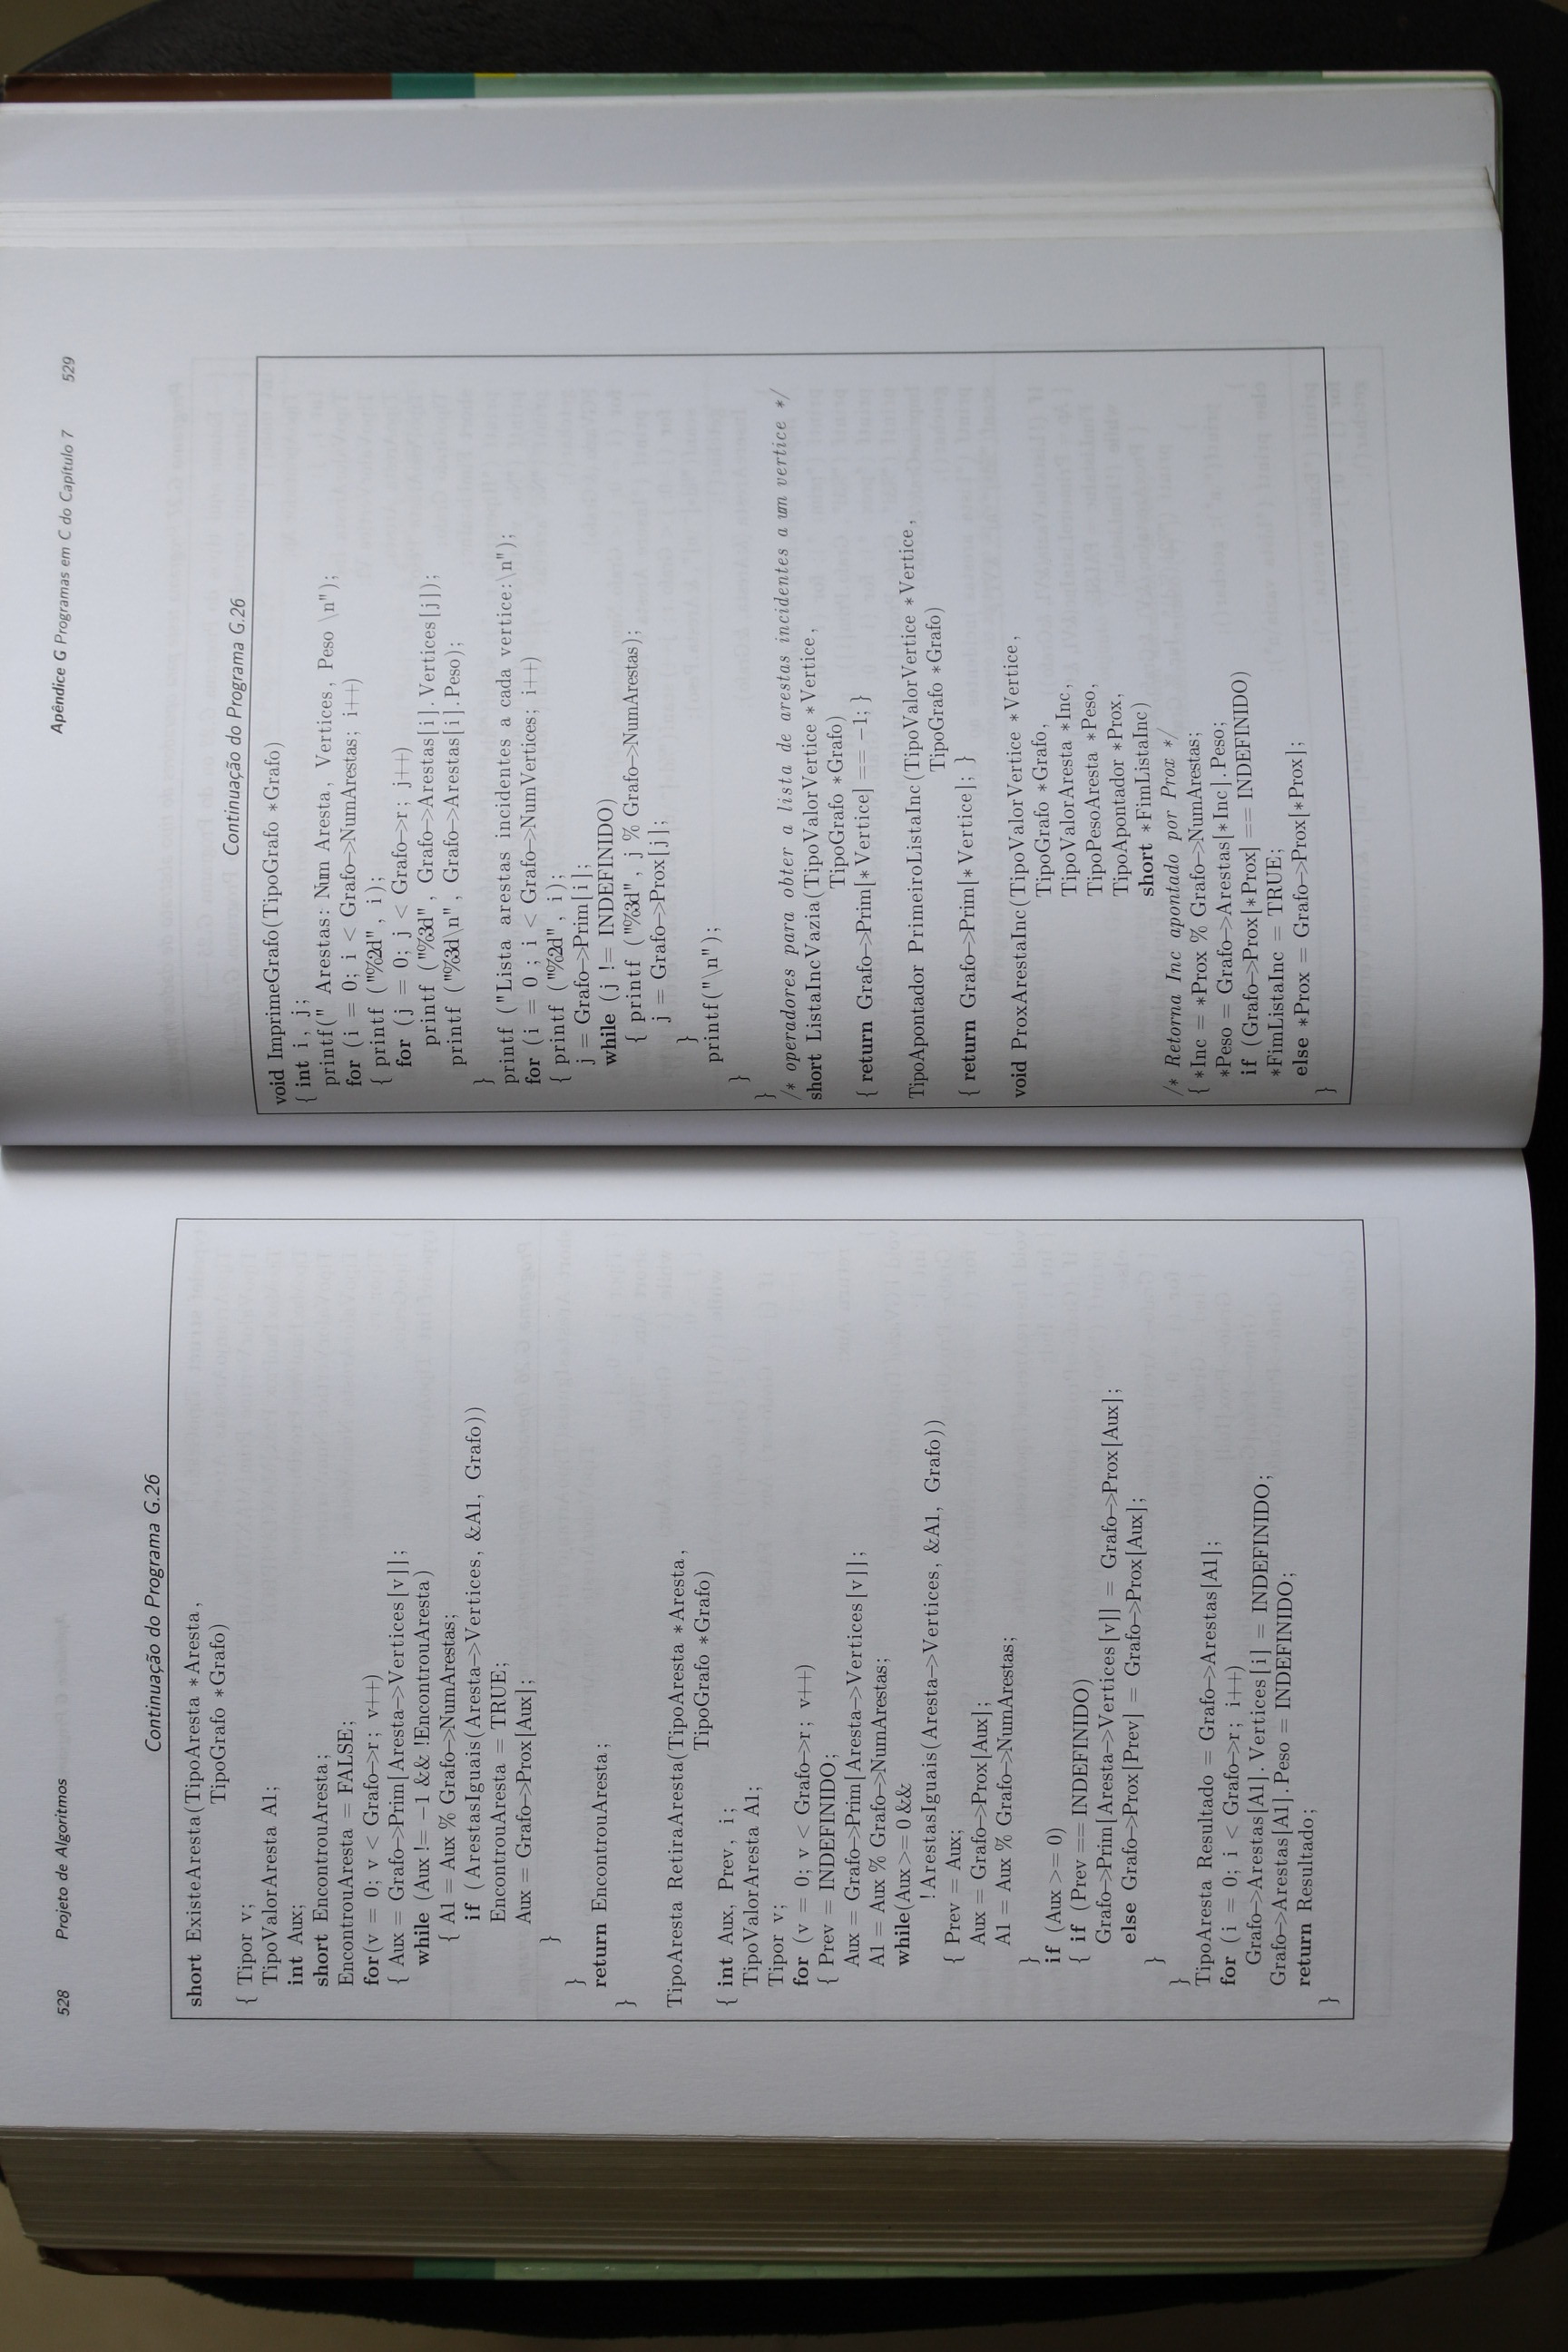 528 Projeto de Algoritmos
Continuação do Programa G.26
short ExisteAresta(TipoAresta *Aresta,
TipoGrafo *Grafo)
{ Tipor v;
TipoValorAresta A1;
int Aux;
short EncontrouAresta;
EncontrouAresta = FALSE;
for(v = 0; v < Grafo->r; v++)
{ Aux = Grafo->Prim[Aresta->Vertices[v]];
while (Aux != -1 && !EncontrouAresta)
{ A1 = Aux % Grafo->NumArestas;
if (ArestasIguais(Aresta->Vertices, &A1, Grafo))
EncontrouAresta = TRUE;
Aux = Grafo->Prox[Aux];
}
}
return EncontrouAresta;
}
TipoAresta RetiraAresta(TipoAresta *Aresta,
TipoGrafo *Grafo)
{ int Aux, Prev, i;
TipoValorAresta A1;
Tipor v;
for (v = 0; v < Grafo->r; v++)
{ Prev = INDEFINIDO;
Aux = Grafo->Prim[Aresta->Vertices[v]];
A1 = Aux % Grafo->NumArestas;
while(Aux >= 0 &&
!ArestasIguais(Aresta->Vertices, &A1, Grafo))
{ Prev = Aux;
Aux = Grafo->Prox[Aux];
A1 = Aux % Grafo->NumArestas;
}
if (Aux >= 0)
{ if (Prev == INDEFINIDO)
Grafo->Prim[Aresta->Vertices[v]] = Grafo->Prox[Aux];
else Grafo->Prox[Prev] = Grafo->Prox[Aux];
}
}
TipoAresta Resultado = Grafo->Arestas[A1];
for (i = 0; i < Grafo->r; i++)
Grafo->Arestas[A1].Vertices[i] = INDEFINIDO;
Grafo->Arestas[A1].Peso = INDEFINIDO;
return Resultado;
}
Apêndice G Programas em C do Capítulo 7 529
Continuação do Programa G.26
void ImprimeGrafo(TipoGrafo *Grafo)
{ int i, j;
printf(" Arestas: Num Aresta, Vertices, Peso \n");
for (i = 0; i < Grafo->NumArestas; i++)
{ printf ("%2d", i);
for (j = 0; j < Grafo->r; j++)
printf ("%3d", Grafo->Arestas[i].Vertices[j]);
printf ("%3d\n", Grafo->Arestas[i].Peso);
}
printf ("Lista arestas incidentes a cada vertice:\n");
for (i = 0 ; i < Grafo->NumVertices; i++)
{ printf ("%2d", i);
j = Grafo->Prim[i];
while (j != INDEFINIDO)
{ printf ("%3d", j % Grafo->NumArestas);
j = Grafo->Prox[j];
}
printf("\n");
}
}
/* operadores para obter a lista de arestas incidentes a um vertice */
short ListaIncVazia(TipoValorVertice *Vertice,
TipoGrafo *Grafo)
{ return Grafo->Prim[*Vertice] == -1; }
TipoApontador PrimeiroListaInc(TipoValorVertice *Vertice,
TipoGrafo *Grafo)
{ return Grafo->Prim[*Vertice]; }
void ProxArestaInc(TipoValorVertice *Vertice,
TipoGrafo *Grafo,
TipoValorAresta *Inc,
TipoPesoAresta *Peso,
TipoApontador *Prox,
short *FimListaInc)
/* Retorna Inc apontado por Prox */
{ *Inc = *Prox % Grafo->NumArestas;
*Peso = Grafo->Arestas[*Inc].Peso;
if (Grafo->Prox[*Prox] == INDEFINIDO)
*FimListaInc = TRUE;
else *Prox = Grafo->Prox[*Prox];
}